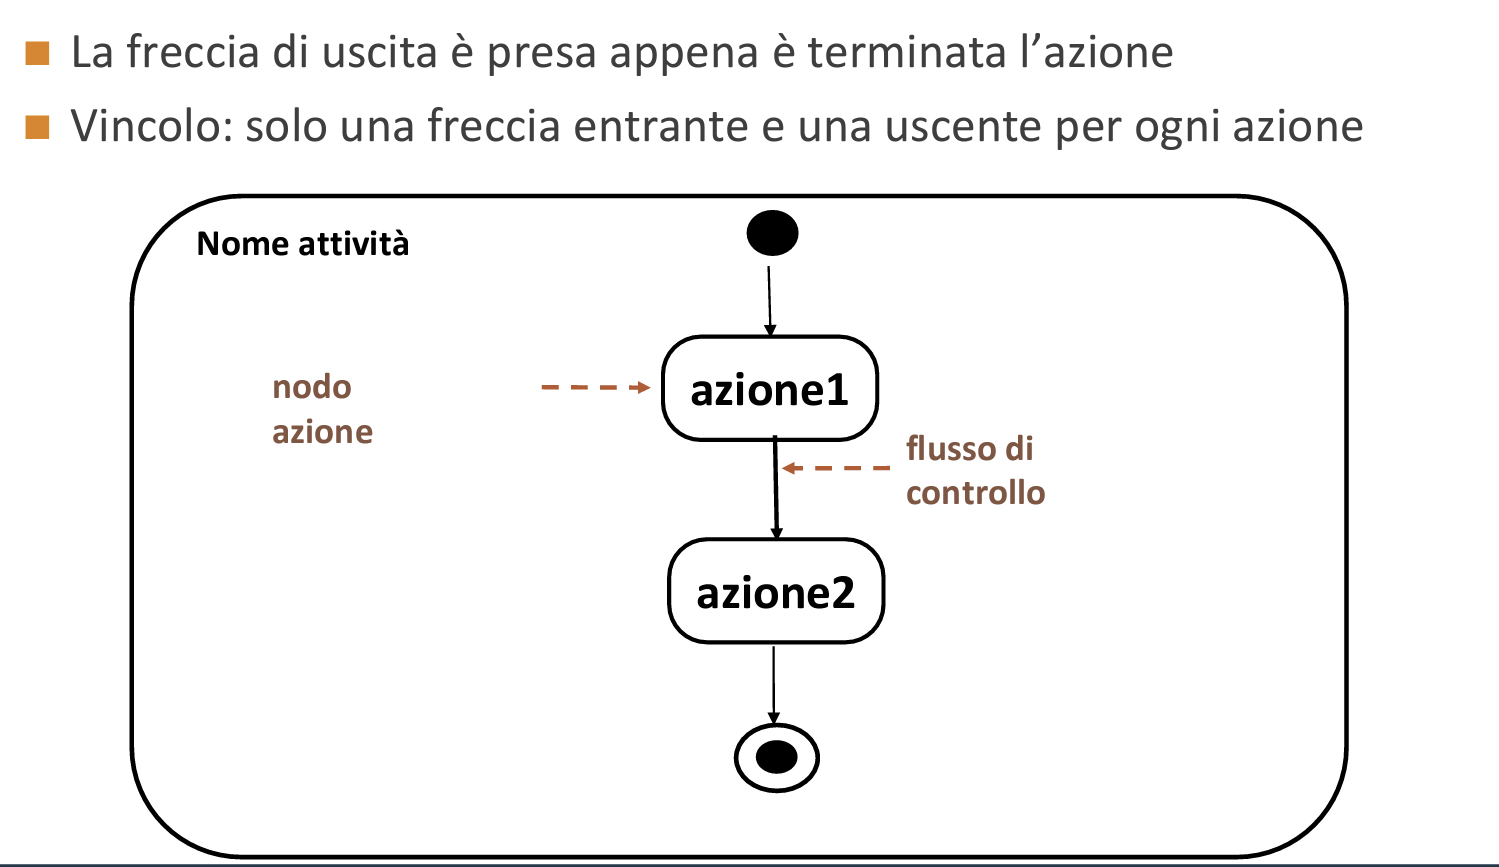 La freccia di uscita è presa appena è terminata l’azione
Vincolo: solo una freccia entrante e una uscente per ogni azione
Nome attività
nodo
azione
azione1
flusso di
controllo
azione2